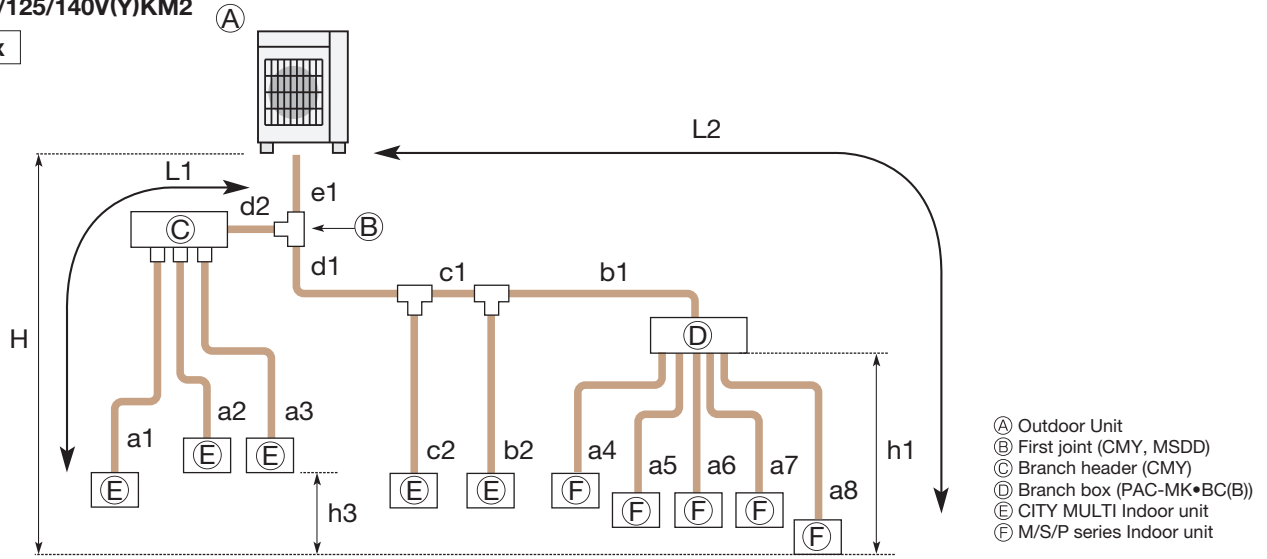 /125/140V(Y)KM2
Ⓐ
L2
L1
e1
d2
Ⓒ
Ⓑ
d1
c1
b1
H
Ⓓ
a1
a2
a3
c2
b2
a4
a5
a6
a7
a8
h1
Ⓔ Ⓔ Ⓔ Ⓔ Ⓔ Ⓕ Ⓕ Ⓕ Ⓕ Ⓕ
h3
Ⓐ Outdoor Unit
Ⓑ First joint (CMY, MSDD)
Ⓒ Branch header (CMY)
Ⓓ Branch box (PAC-MK•BC(B))
Ⓔ CITY MULTI Indoor unit
Ⓕ M/S/P series Indoor unit